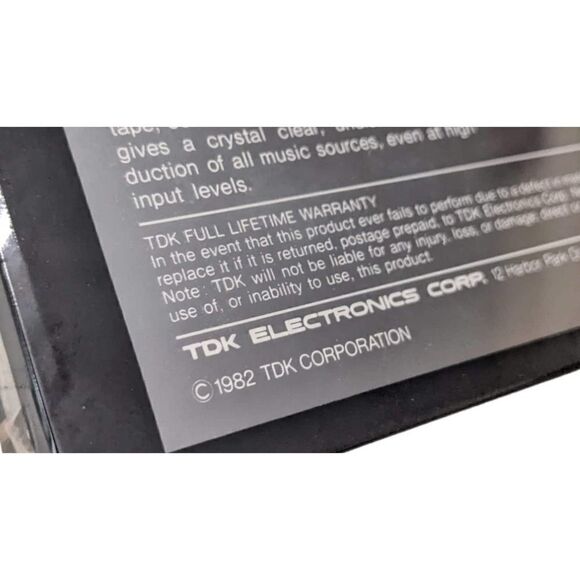 tape,
gives a crystal clear,
duction of all music sources, even at high
input levels.
TDK FULL LIFETIME WARRANTY
In the event that this product ever fails to perform due to a defect in
replace it if it is returned, postage prepaid, to TDK Electronics Corp.
Note: TDK will not be liable for any injury, loss, or damage, direct or
use of, or inability to use, this product.
TDK ELECTRONICS CORP. 12 Harbor Park
©1982 TDK CORPORATION